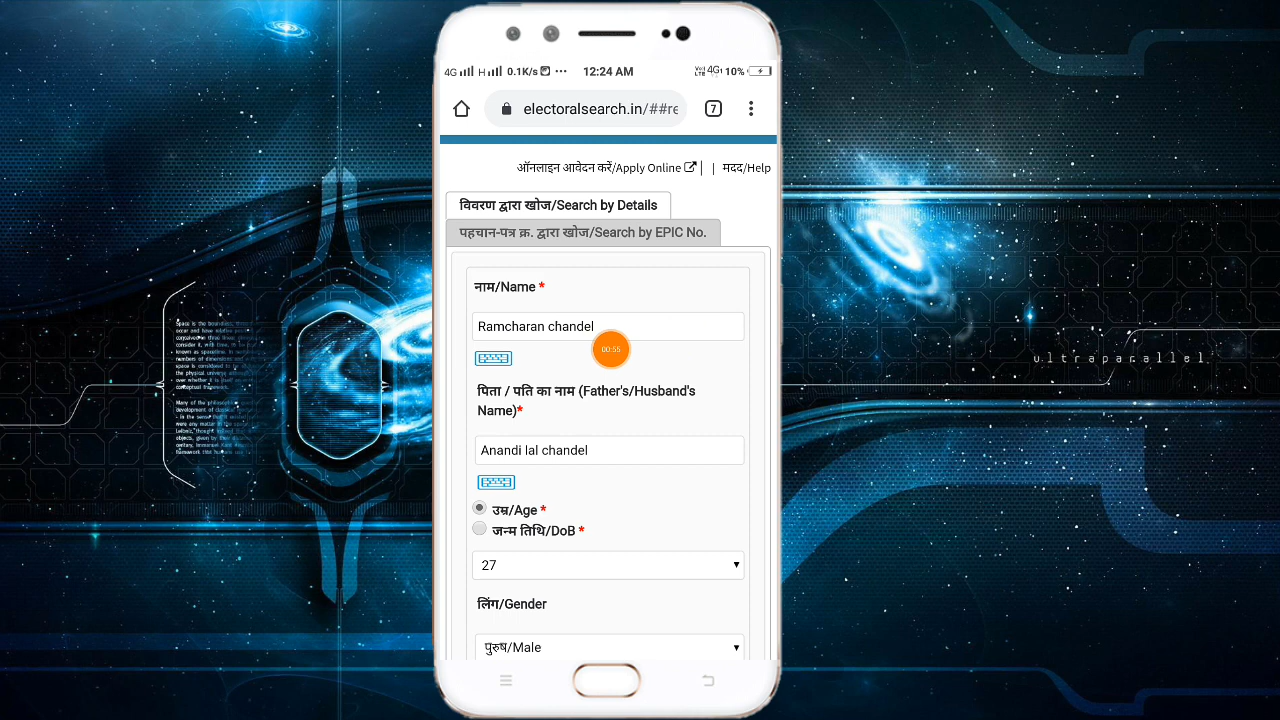 4G H 0.1K/s ••• 12:24 AM VoLTE 4G 10%
electoralsearch.in/##re 7
ऑनलाइन आवेदन करें/Apply Online | | मदद/Help
विवरण द्वारा खोज/Search by Details
पहचान-पत्र क्र. द्वारा खोज/Search by EPIC No.
नाम/Name *
Ramcharan chandel
00:55
पिता / पति का नाम (Father's/Husband's
Name)*
Anandi lal chandel
उम्र/Age *
जन्म तिथि/DoB *
27
लिंग/Gender
पुरुष/Male
ultraparallel